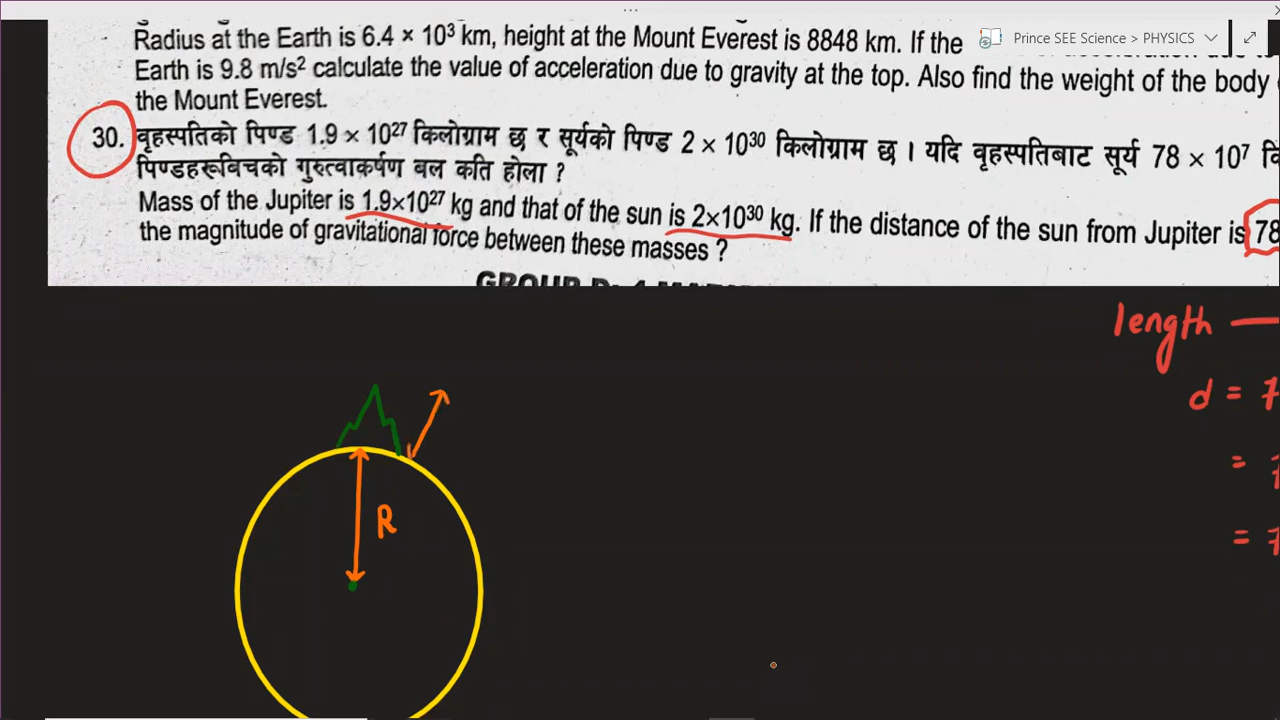 Prince SEE Science > PHYSICS
Radius at the Earth is 6.4 × 10³ km, height at the Mount Everest is 8848 km. If the
Earth is 9.8 m/s² calculate the value of acceleration due to gravity at the top. Also find the weight of the body
the Mount Everest.
30. वृहस्पतिको पिण्ड 1.9 × 10²⁷ किलोग्राम छ र सूर्यको पिण्ड 2 × 10³⁰ किलोग्राम छ । यदि वृहस्पतिबाट सूर्य 78 × 10⁷
पिण्डहरूविचको गुरुत्वाकर्षण बल कति होला ?
Mass of the Jupiter is 1.9×10²⁷ kg and that of the sun is 2×10³⁰ kg. If the distance of the sun from Jupiter is 78
the magnitude of gravitational force between these masses ?
length
d = 7
=
=
R